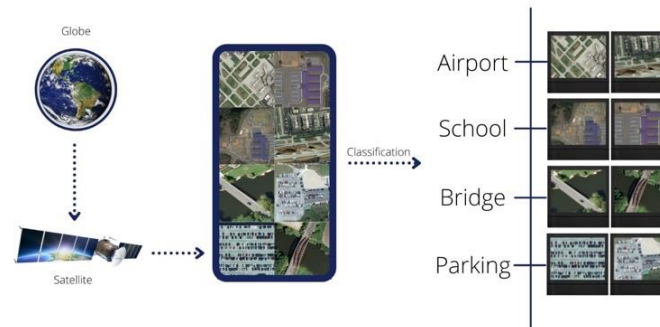 Globe
Satellite
Classification
Airport
School
Bridge
Parking